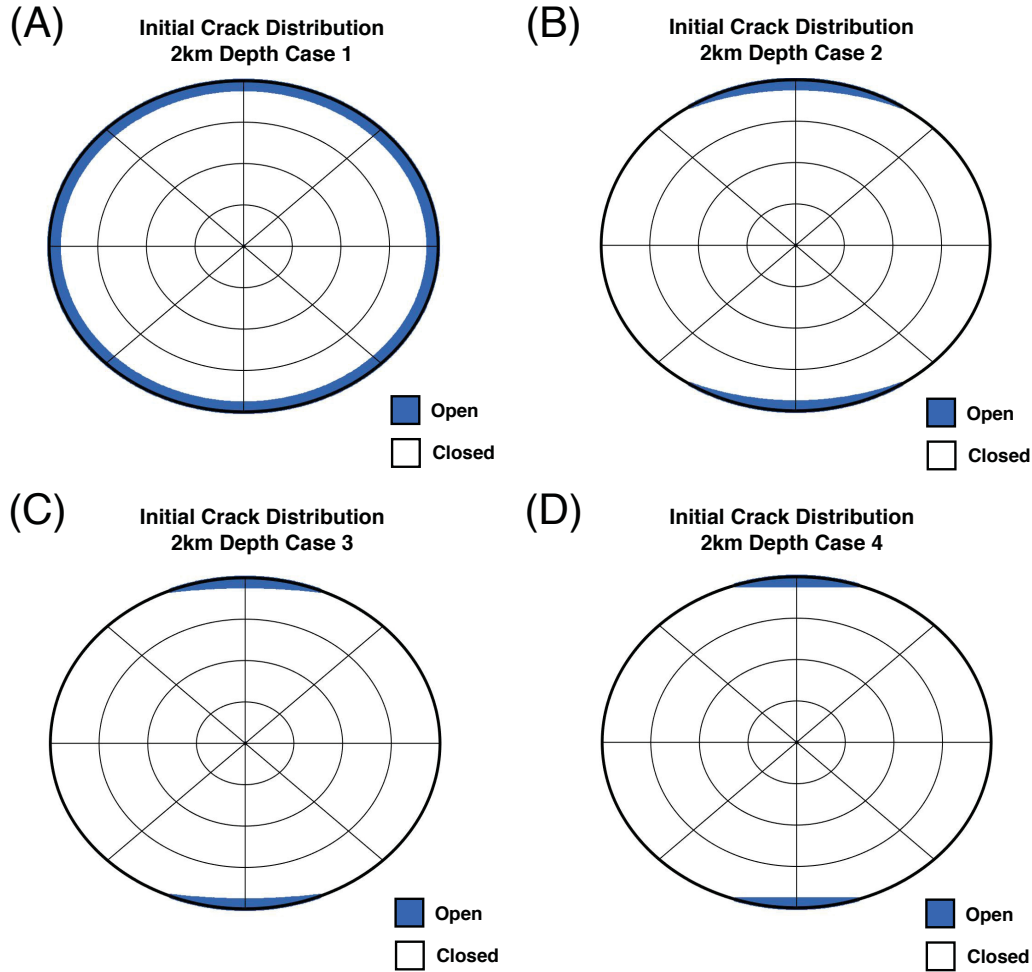 (A)
Initial Crack Distribution
2km Depth Case 1
Open
Closed
(B)
Initial Crack Distribution
2km Depth Case 2
Open
Closed
(C)
Initial Crack Distribution
2km Depth Case 3
Open
Closed
(D)
Initial Crack Distribution
2km Depth Case 4
Open
Closed